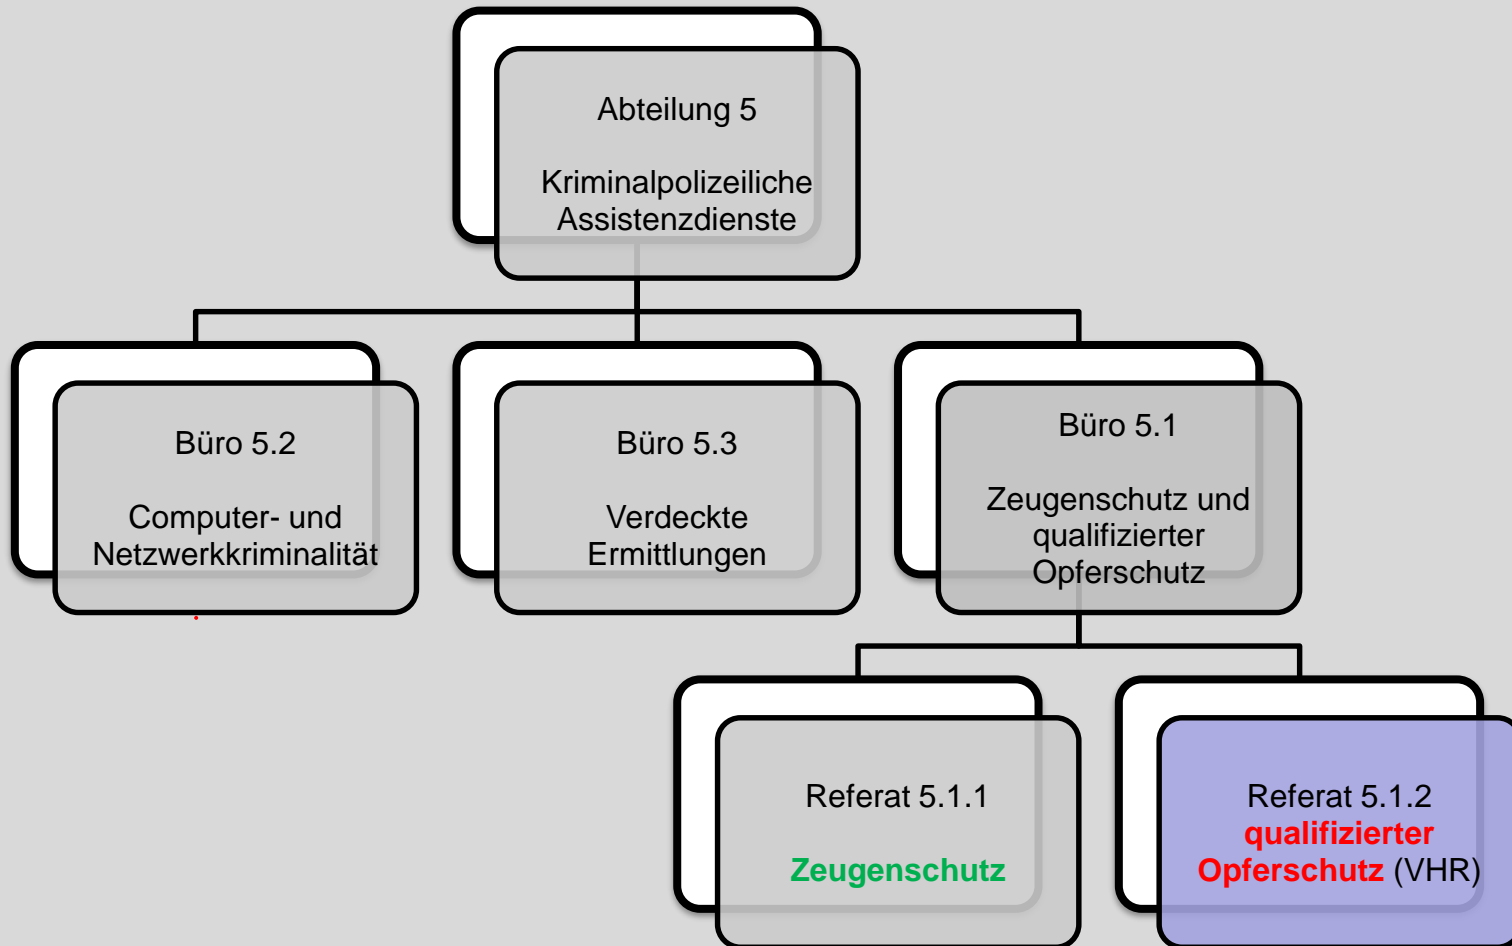 Abteilung 5
Kriminalpolizeiliche
Assistenzdienste
Büro 5.2
Computer- und
Netzwerkkriminalität
Büro 5.3
Verdeckte
Ermittlungen
Büro 5.1
Zeugenschutz und
qualifizierter
Opferschutz
Referat 5.1.1
Zeugenschutz
Referat 5.1.2
qualifizierter
Opferschutz (VHR)